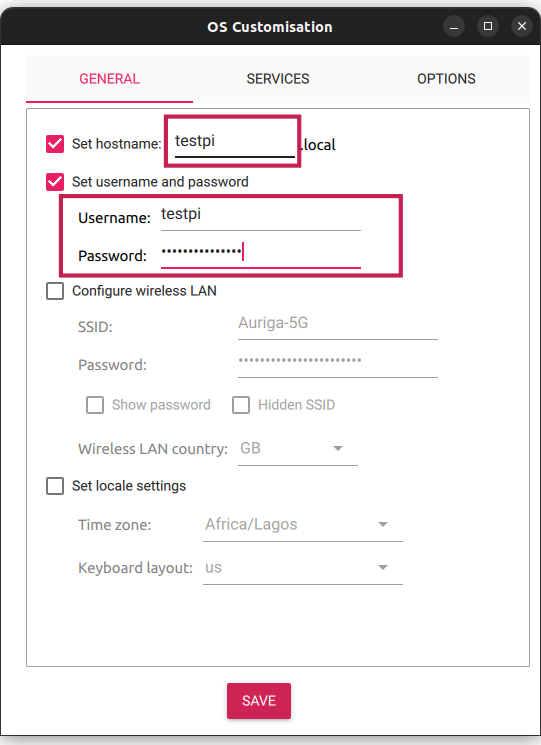 OS Customisation
GENERAL SERVICES OPTIONS
Set hostname: testpi .local
Set username and password
Username: testpi
Password: •••••••••••••••
Configure wireless LAN
SSID: Auriga-5G
Password: •••••••••••••••••••••••
Show password Hidden SSID
Wireless LAN country: GB
Set locale settings
Time zone: Africa/Lagos
Keyboard layout: us
SAVE